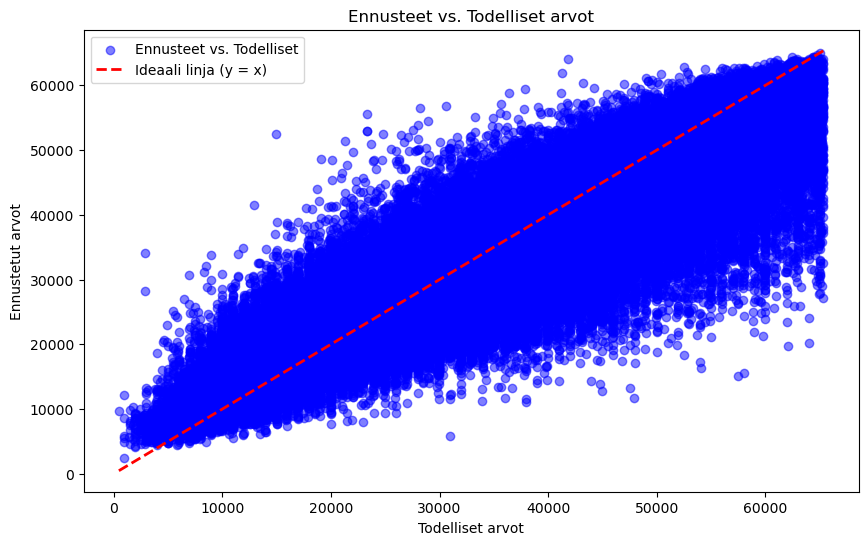 Ennusteet vs. Todelliset arvot
Ennusteet vs. Todelliset
Ideaali linja (y = x)
Ennustetut arvot
60000
50000
40000
30000
20000
10000
0
0 10000 20000 30000 40000 50000 60000
Todelliset arvot